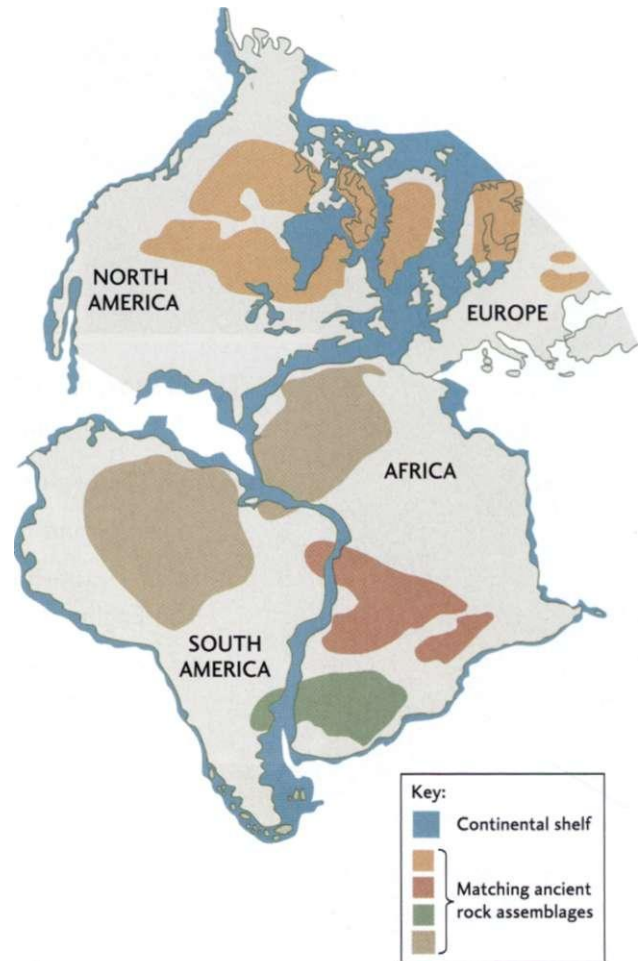 NORTH
AMERICA
EUROPE
AFRICA
SOUTH
AMERICA
Key:
Continental shelf
Matching ancient
rock assemblages